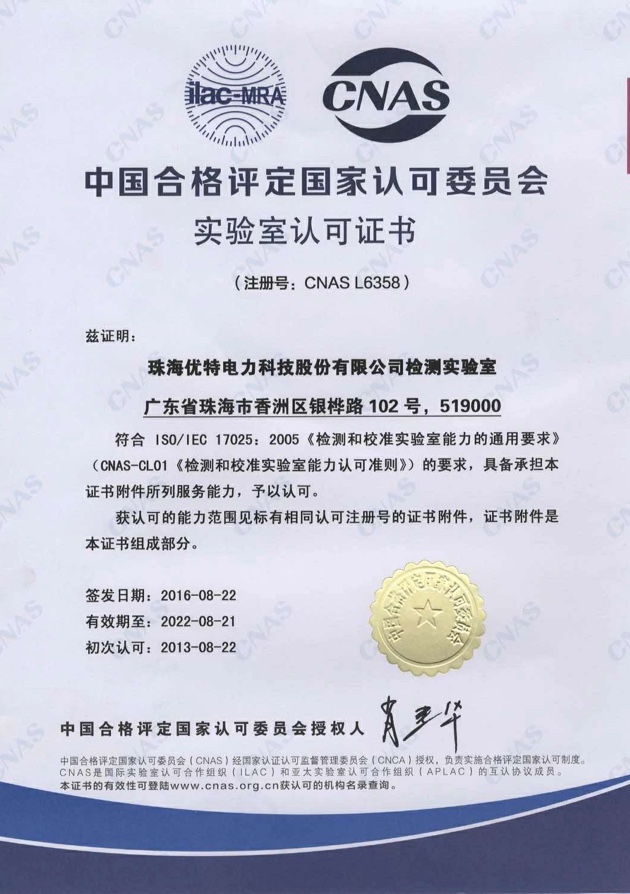 ilac-MRA
CNAS
中国合格评定国家认可委员会
实验室认可证书
（注册号：CNAS L6358）
兹证明：
珠海优特电力科技股份有限公司检测实验室
广东省珠海市香洲区银桦路 102 号，519000
符合 ISO/IEC 17025：2005《检测和校准实验室能力的通用要求》
（CNAS-CL01《检测和校准实验室能力认可准则》）的要求，具备承担本
证书附件所列服务能力，予以认可。
获认可的能力范围见标有相同认可注册号的证书附件，证书附件是
本证书组成部分。
签发日期：2016-08-22
有效期至：2022-08-21
初次认可：2013-08-22
中国合格评定国家认可委员会
中国合格评定国家认可委员会授权人
中国合格评定国家认可委员会（CNAS）经国家认证认可监督管理委员会（CNCA）授权，负责实施合格评定国家认可制度。
CNAS是国际实验室认可合作组织（ILAC）和亚太实验室认可合作组织（APLAC）的互认协议成员。
本证书的有效性可登陆www.cnas.org.cn获认可的机构名录查询。